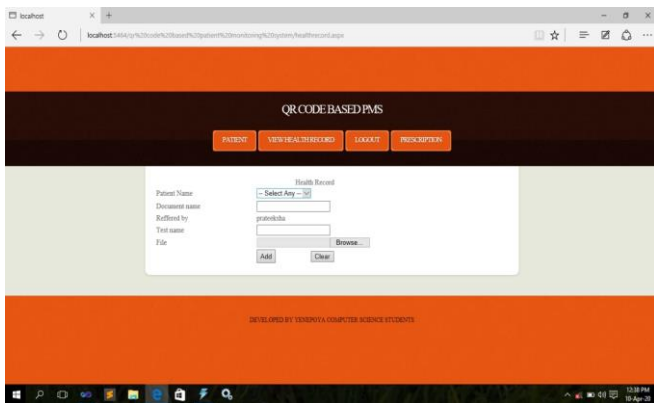 localhost
localhost:5464/qr%20code%20based%20patient%20monitoring%20system/healthrecord.aspx
QR CODE BASED PMS
PATIENT VIEW HEALTH RECORD LOGOUT PRESCRIPTION
Health Record
Patient Name -- Select Any --
Document name
Reffered by prateeksha
Test name
File Browse...
Add Clear
DEVELOPED BY YENEPOYA COMPUTER SCIENCE STUDENTS
12:38 PM
10-Apr-20